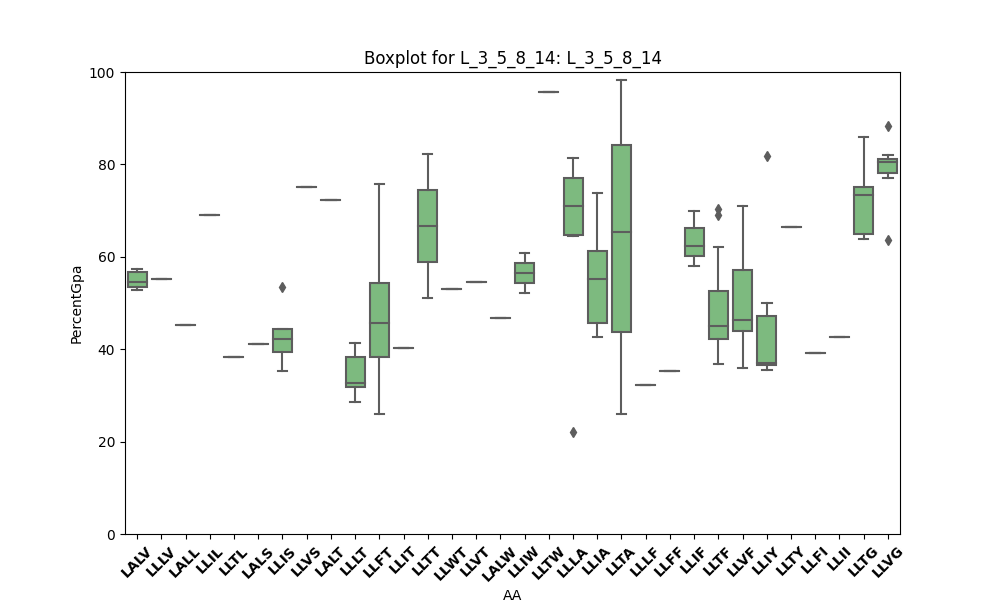 Boxplot for L_3_5_8_14: L_3_5_8_14
PercentGpa
100
80
60
40
20
0
LALV LLLV LALL LLIL LLTL LALS LLIS LLVS LALT LLLT LLFT LLIT LLTT LLWT LLVT LALW LLIW LLTW LLLA LLIA LLTA LLLF LLFF LLIF LLTF LLVF LLIY LLTY LLFI LLII LLTG LLVG
AA